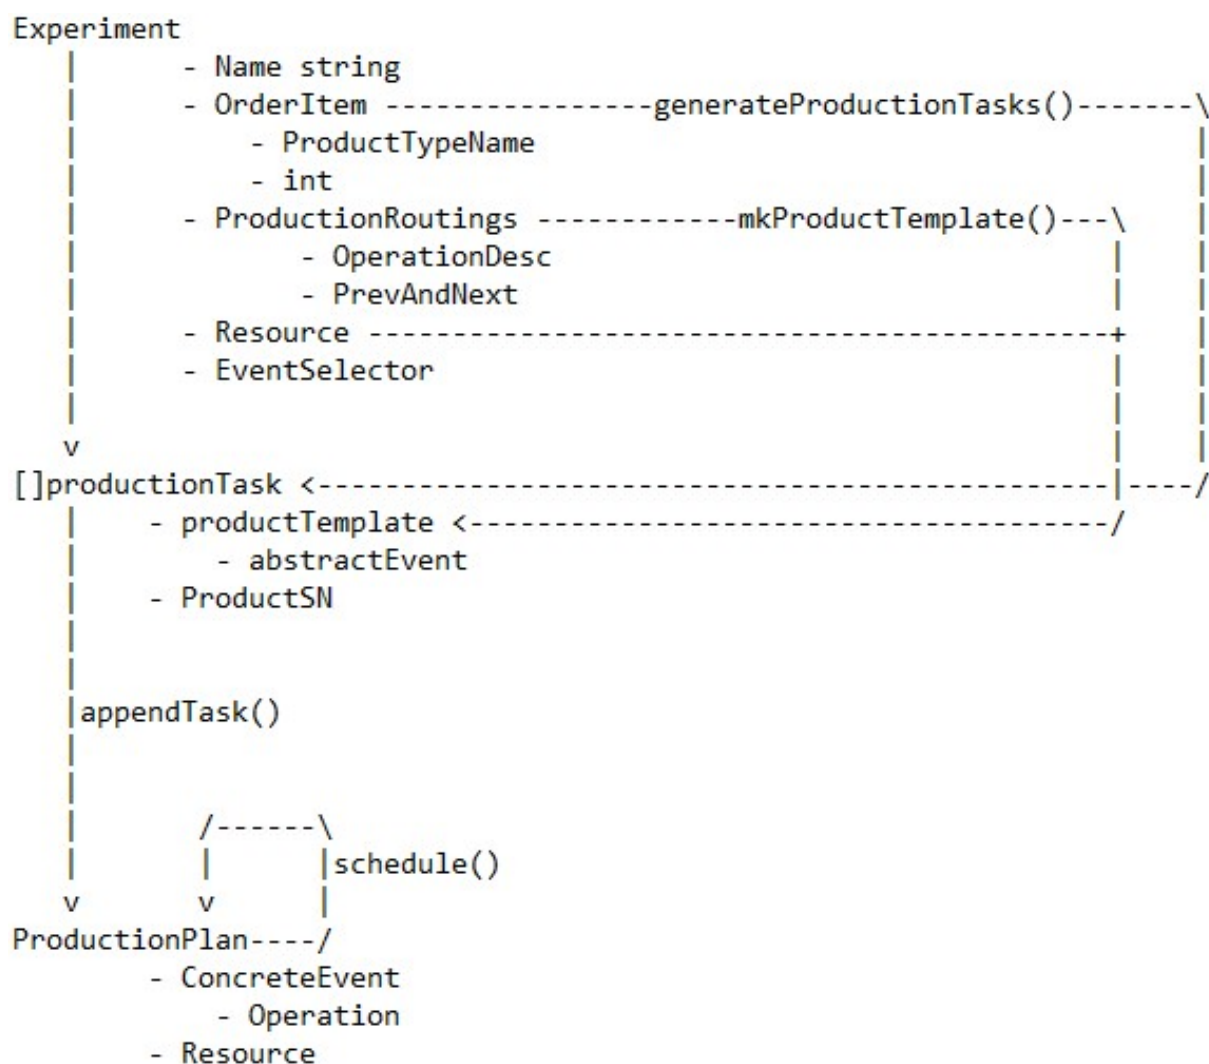 Experiment
- Name string
- OrderItem ----------------generateProductionTasks()-------\
- ProductTypeName
- int
- ProductionRoutings ------------mkProductTemplate()---\
- OperationDesc
- PrevAndNext
- Resource --------------------------------------------+
- EventSelector
v
[]productionTask <-----------------------------------------------|----/
- productTemplate <--------------------------------------/
- abstractEvent
- ProductSN
appendTask()
/------\
schedule()
v v
ProductionPlan----/
- ConcreteEvent
- Operation
- Resource